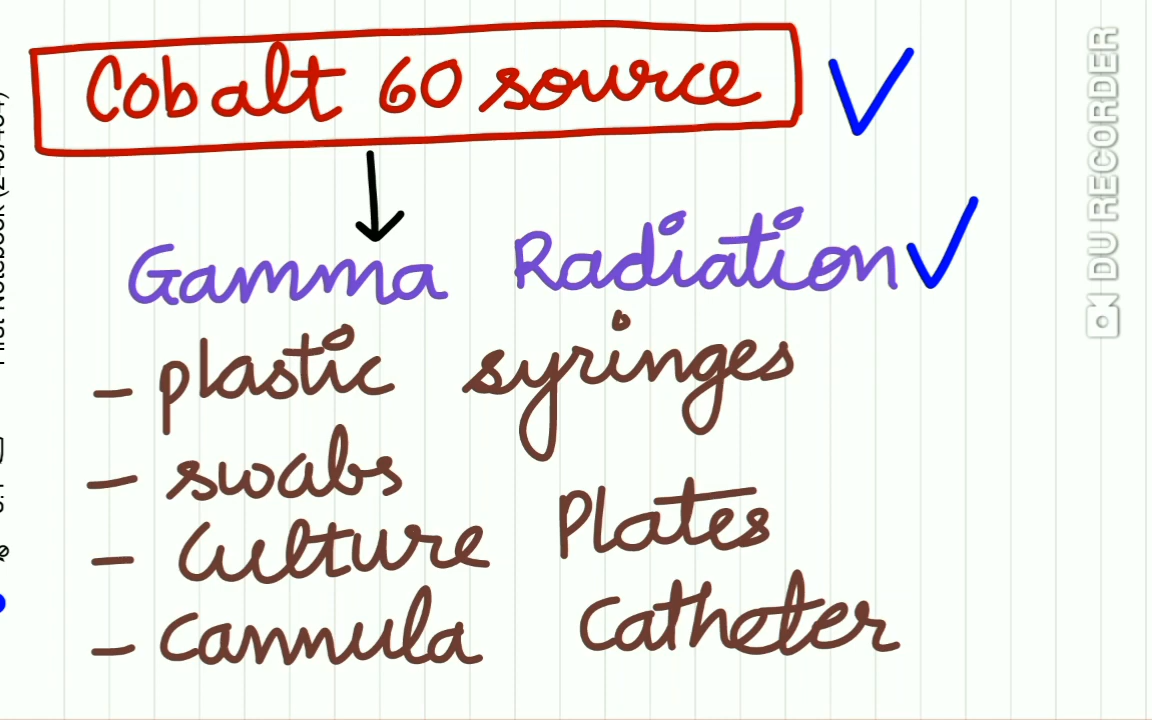 Cobalt 60 source
Gamma Radiation
- plastic syringes
- swabs
- Culture Plates
- Cannula Catheter
DU RECORDER